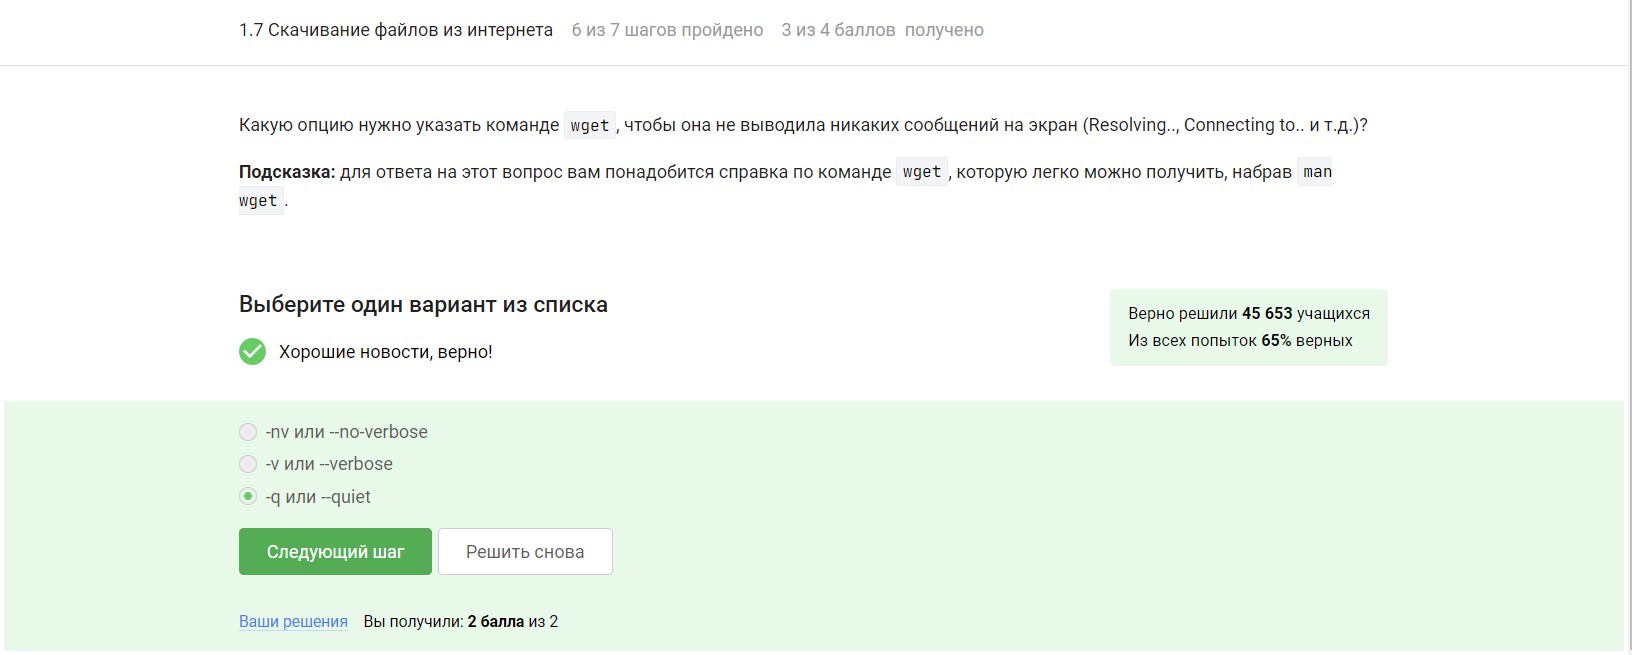 1.7 Скачивание файлов из интернета 6 из 7 шагов пройдено 3 из 4 баллов получено
Какую опцию нужно указать команде wget, чтобы она не выводила никаких сообщений на экран (Resolving.., Connecting to.. и т.д.)?
Подсказка: для ответа на этот вопрос вам понадобится справка по команде wget, которую легко можно получить, набрав man
wget.
Выберите один вариант из списка
Хорошие новости, верно!
Верно решили 45 653 учащихся
Из всех попыток 65% верных
-nv или --no-verbose
-v или --verbose
-q или --quiet
Следующий шаг Решить снова
Ваши решения Вы получили: 2 балла из 2